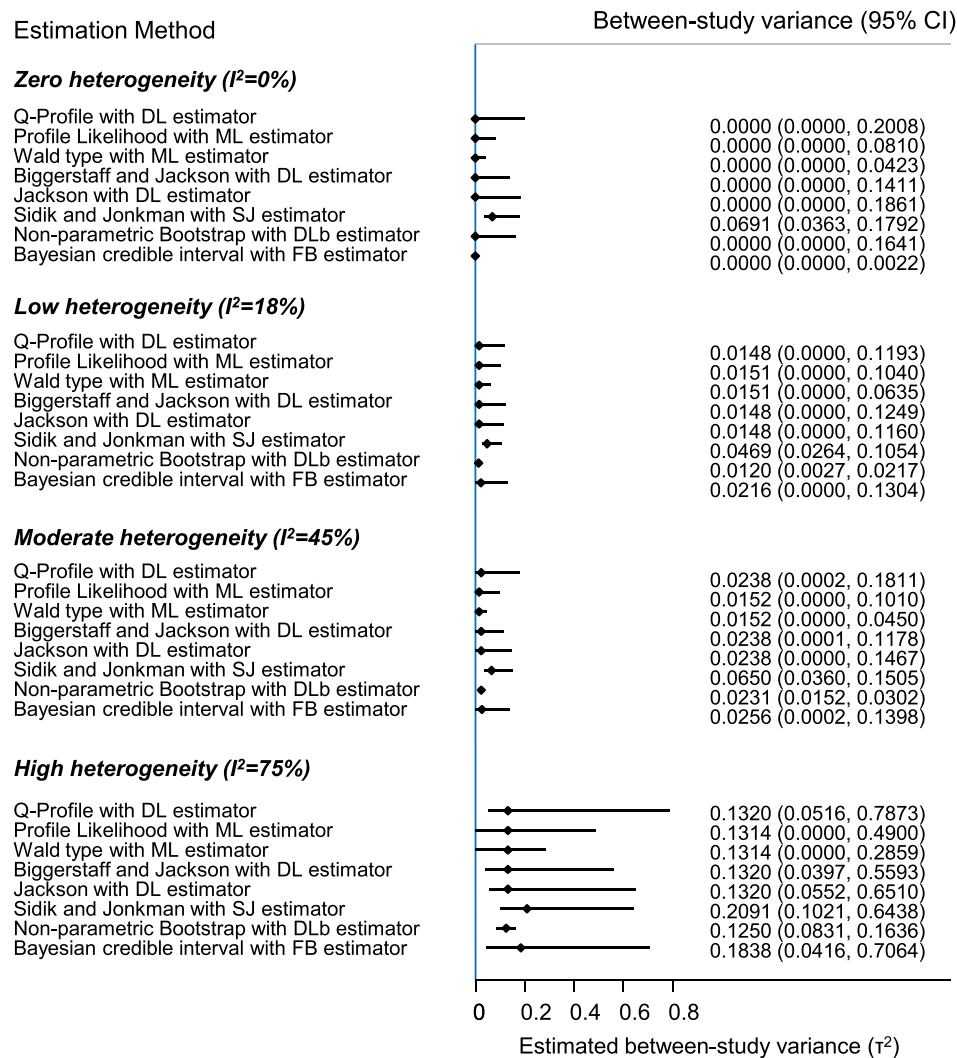 Estimation Method Between-study variance (95% CI)
Zero heterogeneity (I²=0%)
Q-Profile with DL estimator 0.0000 (0.0000, 0.2008)
Profile Likelihood with ML estimator 0.0000 (0.0000, 0.0810)
Wald type with ML estimator 0.0000 (0.0000, 0.0423)
Biggerstaff and Jackson with DL estimator 0.0000 (0.0000, 0.1411)
Jackson with DL estimator 0.0000 (0.0000, 0.1861)
Sidik and Jonkman with SJ estimator 0.0691 (0.0363, 0.1792)
Non-parametric Bootstrap with DLb estimator 0.0000 (0.0000, 0.1641)
Bayesian credible interval with FB estimator 0.0000 (0.0000, 0.0022)
Low heterogeneity (I²=18%)
Q-Profile with DL estimator 0.0148 (0.0000, 0.1193)
Profile Likelihood with ML estimator 0.0151 (0.0000, 0.1040)
Wald type with ML estimator 0.0151 (0.0000, 0.0635)
Biggerstaff and Jackson with DL estimator 0.0148 (0.0000, 0.1249)
Jackson with DL estimator 0.0148 (0.0000, 0.1160)
Sidik and Jonkman with SJ estimator 0.0469 (0.0264, 0.1054)
Non-parametric Bootstrap with DLb estimator 0.0120 (0.0027, 0.0217)
Bayesian credible interval with FB estimator 0.0216 (0.0000, 0.1304)
Moderate heterogeneity (I²=45%)
Q-Profile with DL estimator 0.0238 (0.0002, 0.1811)
Profile Likelihood with ML estimator 0.0152 (0.0000, 0.1010)
Wald type with ML estimator 0.0152 (0.0000, 0.0450)
Biggerstaff and Jackson with DL estimator 0.0238 (0.0001, 0.1178)
Jackson with DL estimator 0.0238 (0.0000, 0.1467)
Sidik and Jonkman with SJ estimator 0.0650 (0.0360, 0.1505)
Non-parametric Bootstrap with DLb estimator 0.0231 (0.0152, 0.0302)
Bayesian credible interval with FB estimator 0.0256 (0.0002, 0.1398)
High heterogeneity (I²=75%)
Q-Profile with DL estimator 0.1320 (0.0516, 0.7873)
Profile Likelihood with ML estimator 0.1314 (0.0000, 0.4900)
Wald type with ML estimator 0.1314 (0.0000, 0.2859)
Biggerstaff and Jackson with DL estimator 0.1320 (0.0397, 0.5593)
Jackson with DL estimator 0.1320 (0.0552, 0.6510)
Sidik and Jonkman with SJ estimator 0.2091 (0.1021, 0.6438)
Non-parametric Bootstrap with DLb estimator 0.1250 (0.0831, 0.1636)
Bayesian credible interval with FB estimator 0.1838 (0.0416, 0.7064)
0 0.2 0.4 0.6 0.8
Estimated between-study variance (τ²)